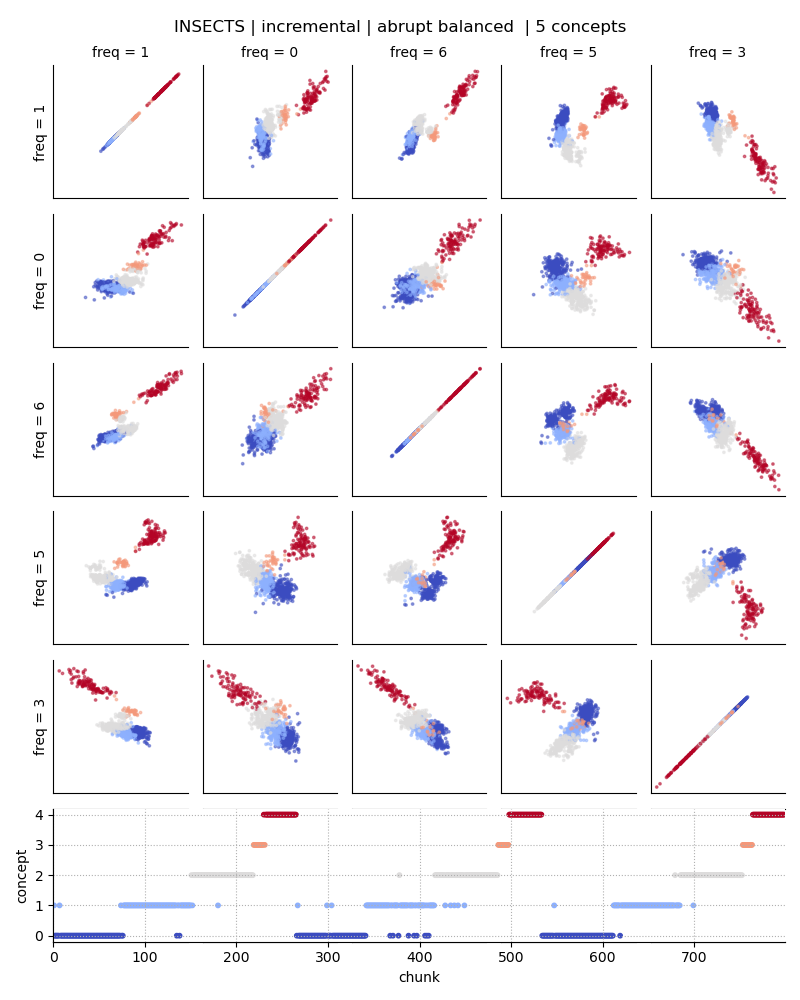 INSECTS | incremental | abrupt balanced | 5 concepts
freq = 1 freq = 0 freq = 6 freq = 5 freq = 3
freq = 1
freq = 0
freq = 6
freq = 5
freq = 3
4
3
2
1
0
concept
0 100 200 300 400 500 600 700
chunk